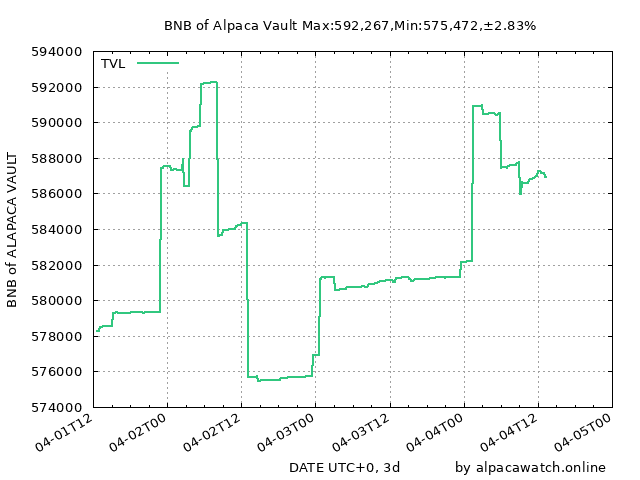 BNB of Alpaca Vault Max:592,267,Min:575,472,±2.83%
TVL
594000
592000
590000
588000
586000
584000
582000
580000
578000
576000
574000
BNB of ALAPACA VAULT
04-01T12
04-02T00
04-02T12
04-03T00
04-03T12
04-04T00
04-04T12
04-05T00
DATE UTC+0, 3d
by alpacawatch.online